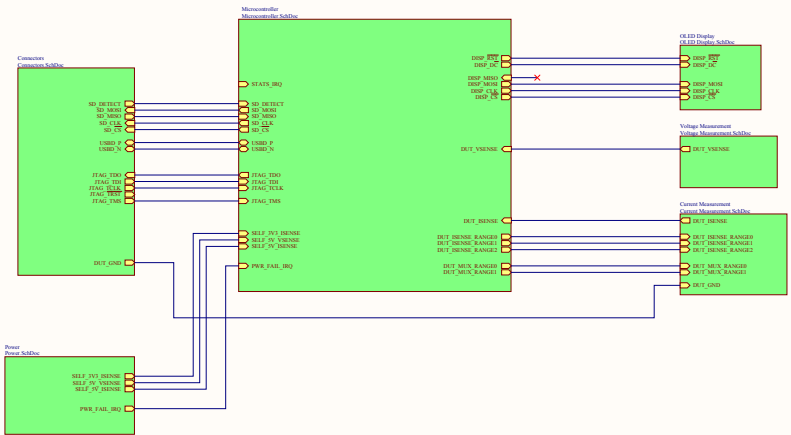 Microcontroller
Microcontroller.SchDoc
STATS_IRQ
SD_DETECT
SD_MOSI
SD_MISO
SD_CLK
SD_CS
USBD_P
USBD_N
JTAG_TDO
JTAG_TDI
JTAG_TCLK
JTAG_TMS
SELF_3V3_ISENSE
SELF_5V_VSENSE
SELF_5V_ISENSE
PWR_FAIL_IRQ
DISP_RST
DISP_DC
DISP_MISO
DISP_MOSI
DISP_CLK
DISP_CS
DUT_VSENSE
DUT_ISENSE
DUT_ISENSE_RANGE0
DUT_ISENSE_RANGE1
DUT_ISENSE_RANGE2
DUT_MUX_RANGE0
DUT_MUX_RANGE1
Connectors
Connectors.SchDoc
SD_DETECT
SD_MOSI
SD_MISO
SD_CLK
SD_CS
USBD_P
USBD_N
JTAG_TDO
JTAG_TDI
JTAG_TCLK
JTAG_TRST
JTAG_TMS
DUT_GND
OLED Display
OLED Display.SchDoc
DISP_RST
DISP_DC
DISP_MOSI
DISP_CLK
DISP_CS
Voltage Measurement
Voltage Measurement.SchDoc
DUT_VSENSE
Current Measurement
Current Measurement.SchDoc
DUT_ISENSE
DUT_ISENSE_RANGE0
DUT_ISENSE_RANGE1
DUT_ISENSE_RANGE2
DUT_MUX_RANGE0
DUT_MUX_RANGE1
DUT_GND
Power
Power.SchDoc
SELF_3V3_ISENSE
SELF_5V_VSENSE
SELF_5V_ISENSE
PWR_FAIL_IRQ